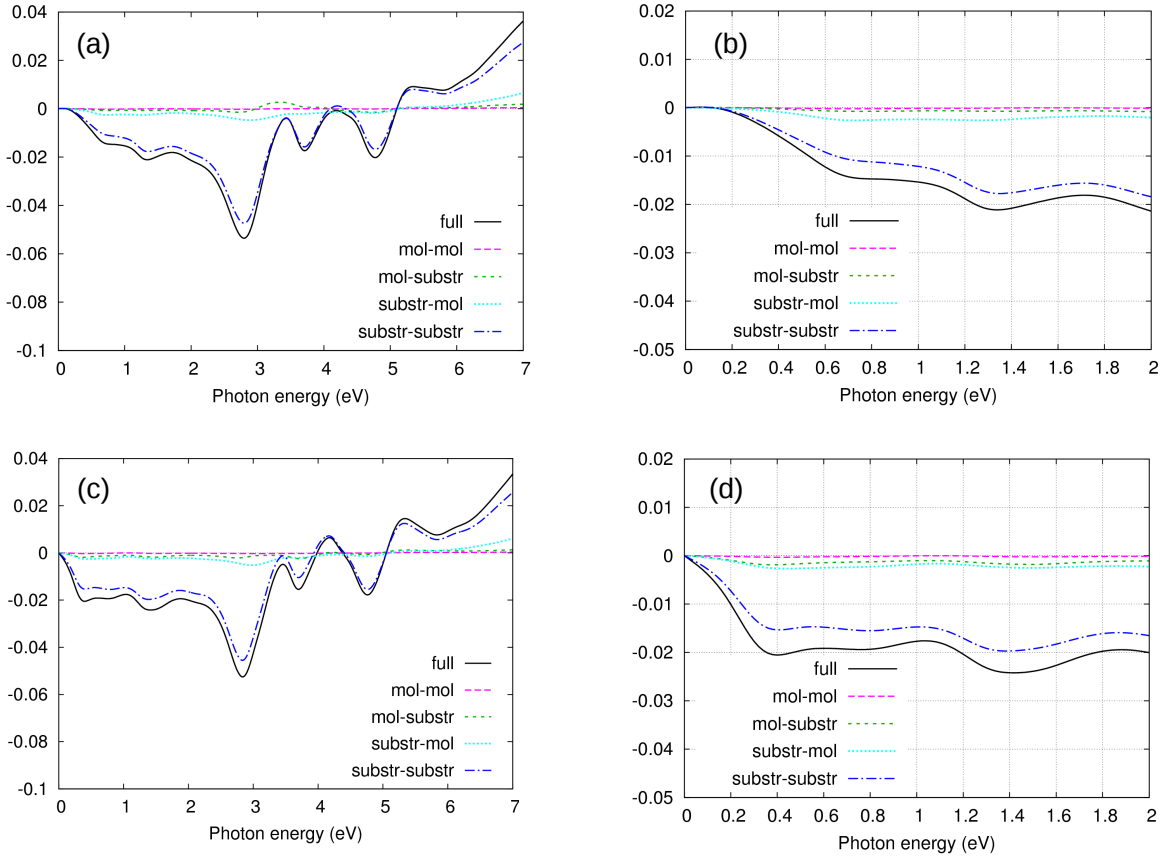 (a)
0.04
0.02
0
-0.02
-0.04
-0.06
-0.08
-0.1
full
mol-mol
mol-substr
substr-mol
substr-substr
0 1 2 3 4 5 6 7
Photon energy (eV)
(b)
0.02
0.01
0
-0.01
-0.02
-0.03
-0.04
-0.05
full
mol-mol
mol-substr
substr-mol
substr-substr
0 0.2 0.4 0.6 0.8 1 1.2 1.4 1.6 1.8 2
Photon energy (eV)
(c)
0.04
0.02
0
-0.02
-0.04
-0.06
-0.08
-0.1
full
mol-mol
mol-substr
substr-mol
substr-substr
0 1 2 3 4 5 6 7
Photon energy (eV)
(d)
0.02
0.01
0
-0.01
-0.02
-0.03
-0.04
-0.05
full
mol-mol
mol-substr
substr-mol
substr-substr
0 0.2 0.4 0.6 0.8 1 1.2 1.4 1.6 1.8 2
Photon energy (eV)